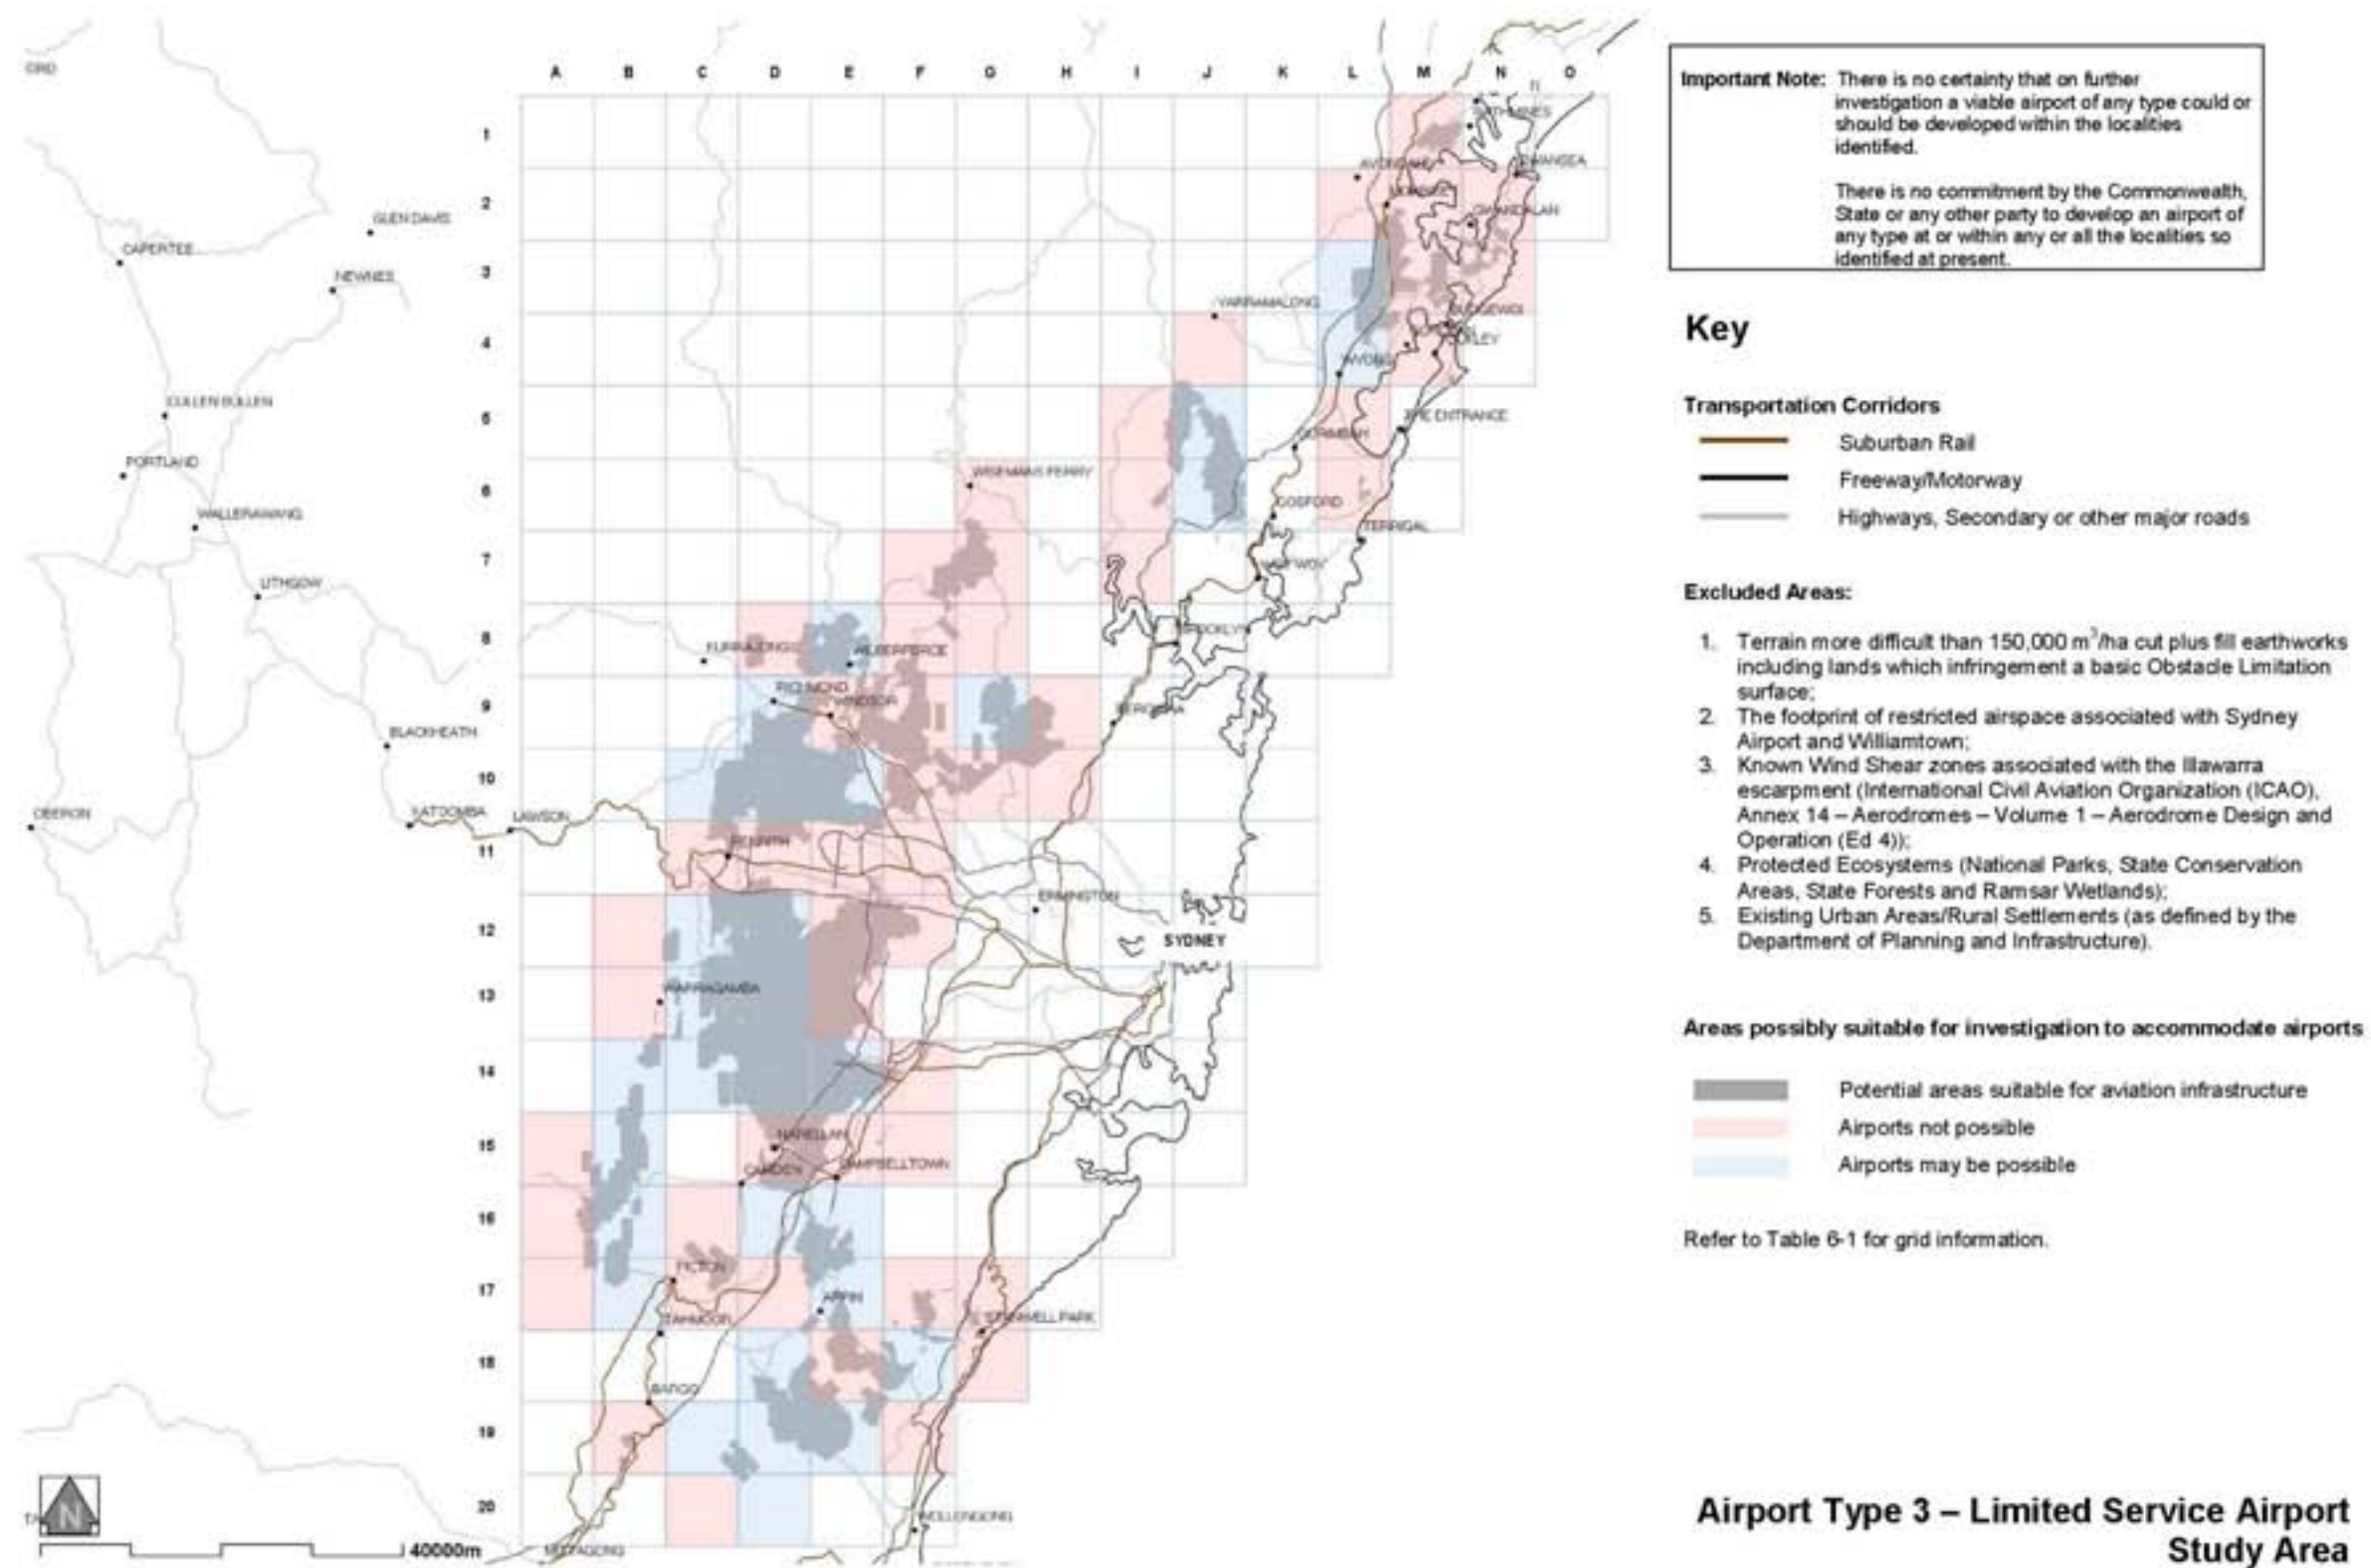 A B C D E F G H I J K L M N O
1
2
3
4
5
6
7
8
9
10
11
12
13
14
15
16
17
18
19
20
SWANSEA
GWANDALAN
GLEN DAVIS
CAPERTEE
NEWNES
YARRAMALONG
CULLEN BULLEN
THE ENTRANCE
PORTLAND
WISEMANS FERRY
GOSFORD
WALLERAWANG
TERRIGAL
LITHGOW
WILBERFORCE
RICHMOND
WINDSOR
BLACKHEATH
OBERON
KATOOMBA
LAWSON
PENRITH
ERMINGTON
SYDNEY
WARRAGAMBA
NARELLAN
CAMDEN
CAMPBELLTOWN
PICTON
APPIN
TAHMOOR
STANWELL PARK
BARGO
WOLLONGONG
MITTAGONG
N
40000m
Important Note: There is no certainty that on further
investigation a viable airport of any type could or
should be developed within the localities
identified.
There is no commitment by the Commonwealth,
State or any other party to develop an airport of
any type at or within any or all the localities so
identified at present.
Key
Transportation Corridors
Suburban Rail
Freeway/Motorway
Highways, Secondary or other major roads
Excluded Areas:
1. Terrain more difficult than 150,000 m³/ha cut plus fill earthworks
including lands which infringement a basic Obstacle Limitation
surface;
2. The footprint of restricted airspace associated with Sydney
Airport and Williamtown;
3. Known Wind Shear zones associated with the Illawarra
escarpment (International Civil Aviation Organization (ICAO),
Annex 14 – Aerodromes – Volume 1 – Aerodrome Design and
Operation (Ed 4));
4. Protected Ecosystems (National Parks, State Conservation
Areas, State Forests and Ramsar Wetlands);
5. Existing Urban Areas/Rural Settlements (as defined by the
Department of Planning and Infrastructure).
Areas possibly suitable for investigation to accommodate airports
Potential areas suitable for aviation infrastructure
Airports not possible
Airports may be possible
Refer to Table 6-1 for grid information.
Airport Type 3 – Limited Service Airport
Study Area